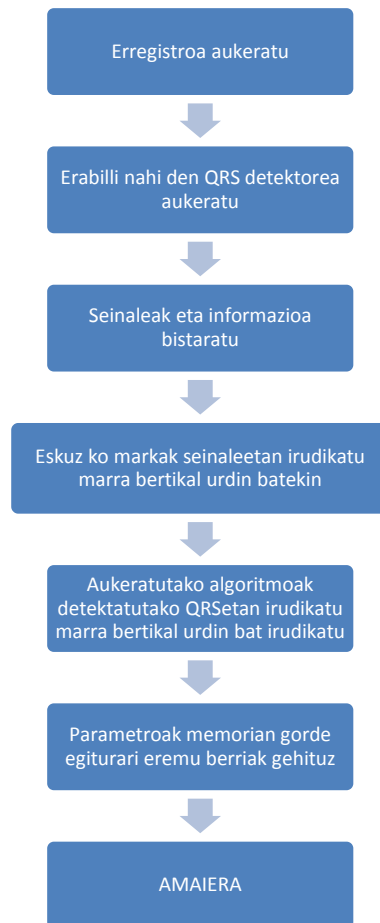 Erregistroa aukeratu
Erabilli nahi den QRS detektorea
aukeratu
Seinaleak eta informazioa
bistaratu
Eskuz ko markak seinaleetan irudikatu
marra bertikal urdin batekin
Aukeratutako algoritmoak
detektatutako QRSetan irudikatu
marra bertikal urdin bat irudikatu
Parametroak memorian gorde
egiturari eremu berriak gehituz
AMAIERA